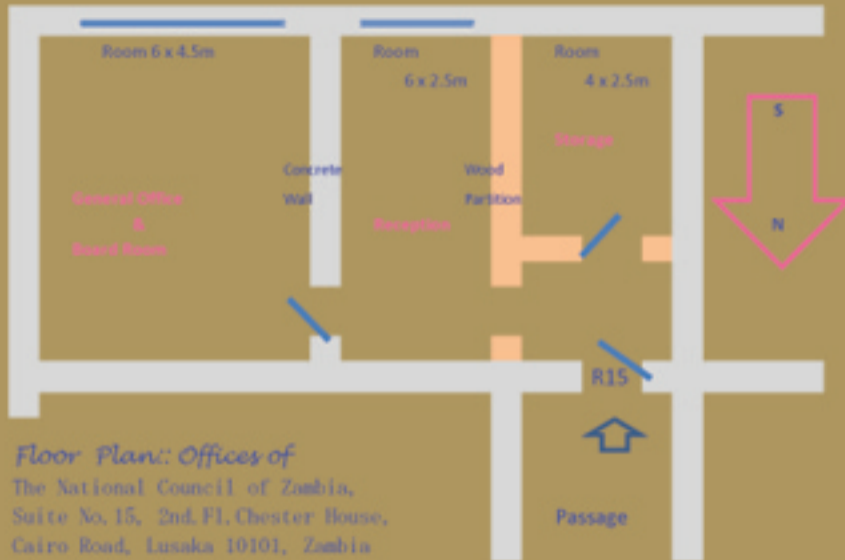 Room 6 x 4.5m
Room
6 x 2.5m
Room
4 x 2.5m
Storage
Concrete
Wall
Wood
Partition
General Office
&
Board Room
Reception
S
N
R15
Passage
Floor Plan:: Offices of
The National Council of Zambia,
Suite No.15, 2nd.Fl.Chester House,
Cairo Road, Lusaka 10101, Zambia